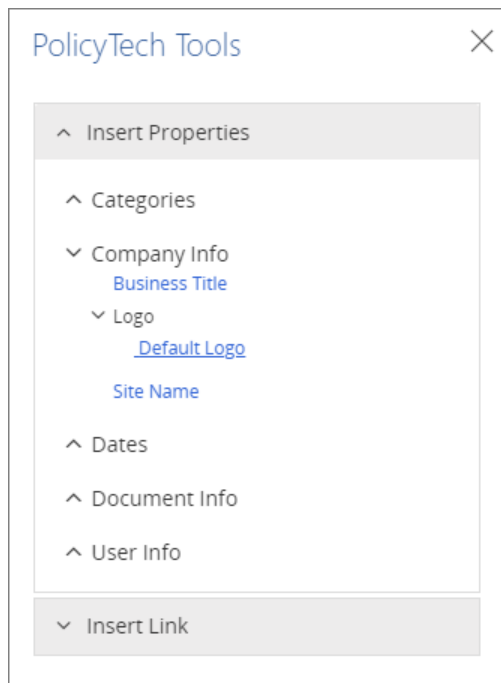 PolicyTech Tools
Insert Properties
Categories
Company Info
Business Title
Logo
Default Logo
Site Name
Dates
Document Info
User Info
Insert Link